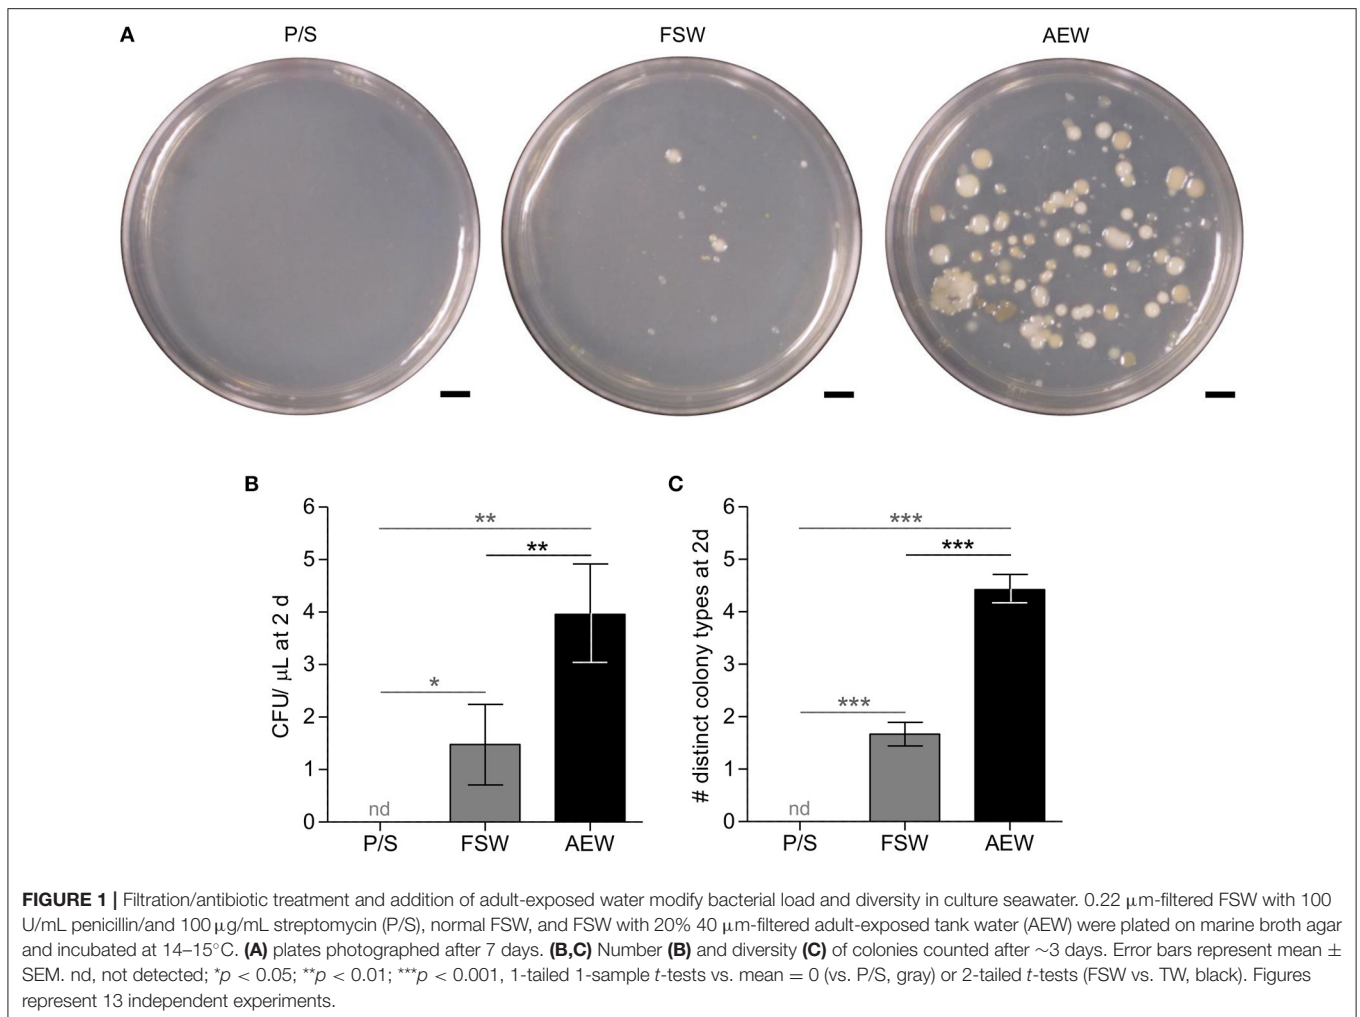 A
P/S
FSW
AEW
B
C
CFU/ μL at 2 d
6
5
4
3
2
1
0
**
**
*
nd
P/S
FSW
AEW
# distinct colony types at 2d
6
5
4
3
2
1
0
***
***
***
nd
P/S
FSW
AEW
FIGURE 1 | Filtration/antibiotic treatment and addition of adult-exposed water modify bacterial load and diversity in culture seawater. 0.22 μm-filtered FSW with 100
U/mL penicillin/and 100 μg/mL streptomycin (P/S), normal FSW, and FSW with 20% 40 μm-filtered adult-exposed tank water (AEW) were plated on marine broth agar
and incubated at 14–15°C. (A) plates photographed after 7 days. (B,C) Number (B) and diversity (C) of colonies counted after ~3 days. Error bars represent mean ±
SEM. nd, not detected; *p < 0.05; **p < 0.01; ***p < 0.001, 1-tailed 1-sample t-tests vs. mean = 0 (vs. P/S, gray) or 2-tailed t-tests (FSW vs. TW, black). Figures
represent 13 independent experiments.